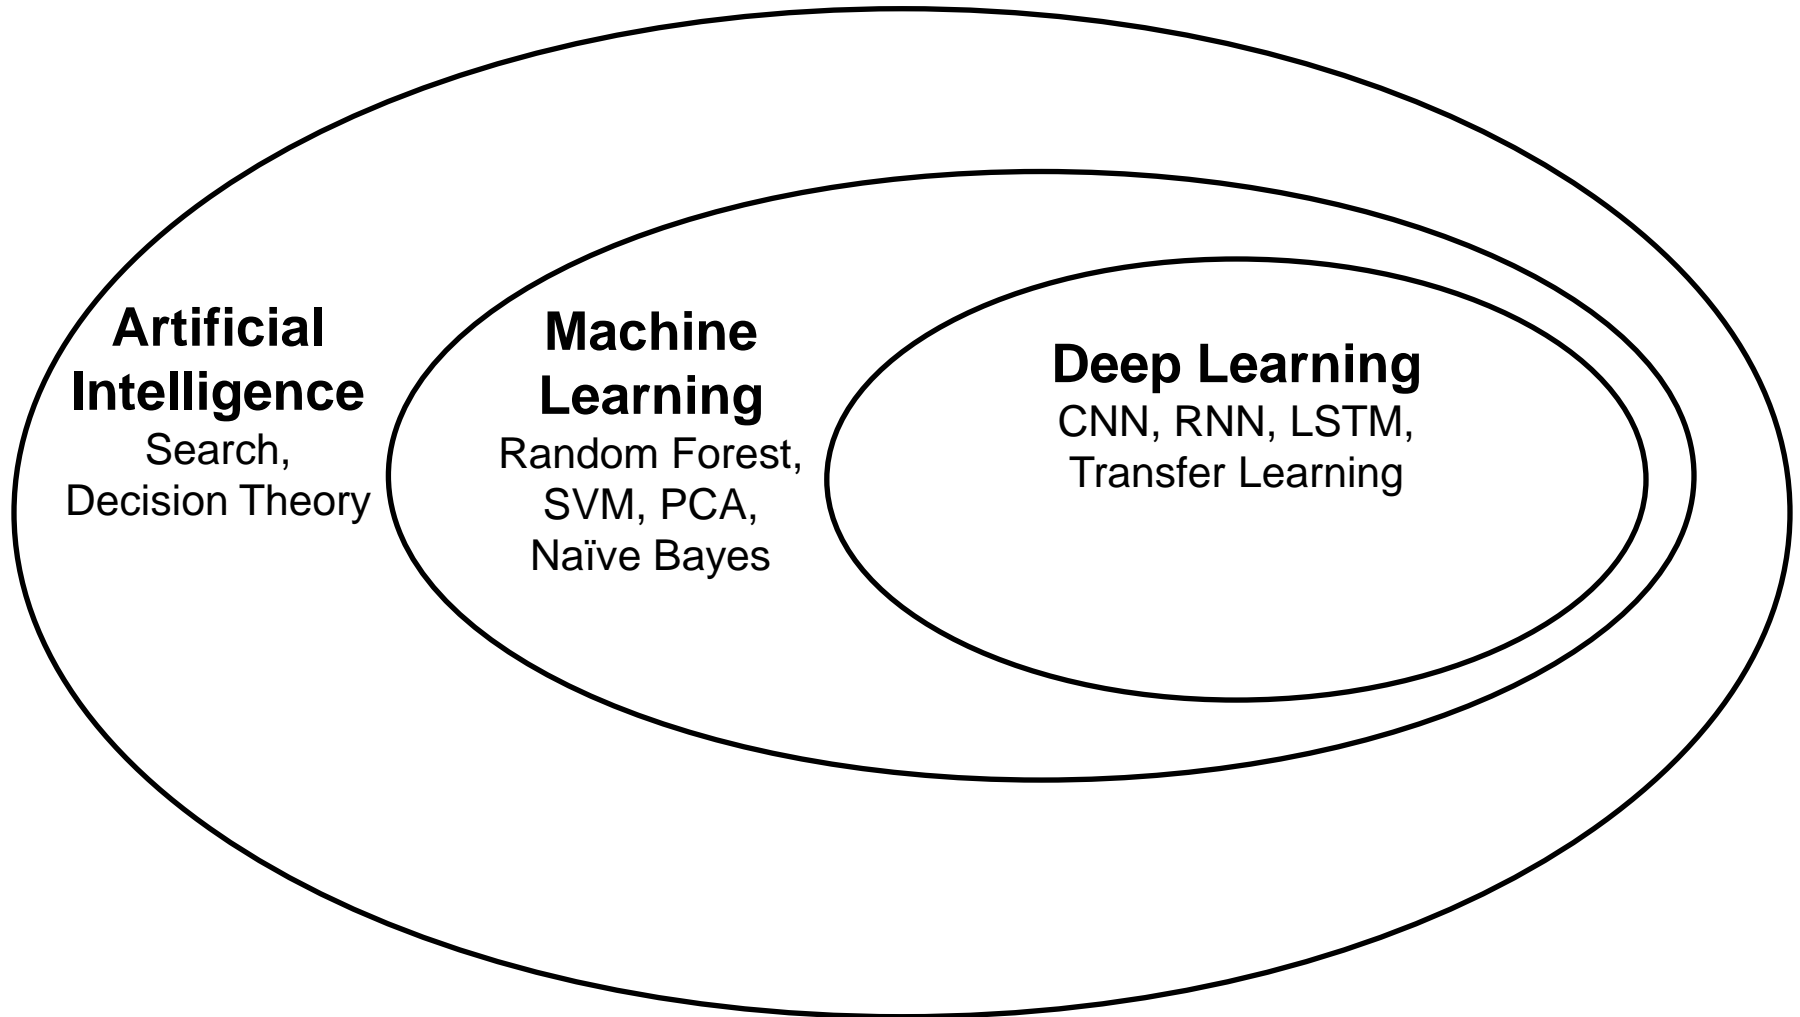 Artificial
Intelligence
Search,
Decision Theory
Machine
Learning
Random Forest,
SVM, PCA,
Naïve Bayes
Deep Learning
CNN, RNN, LSTM,
Transfer Learning